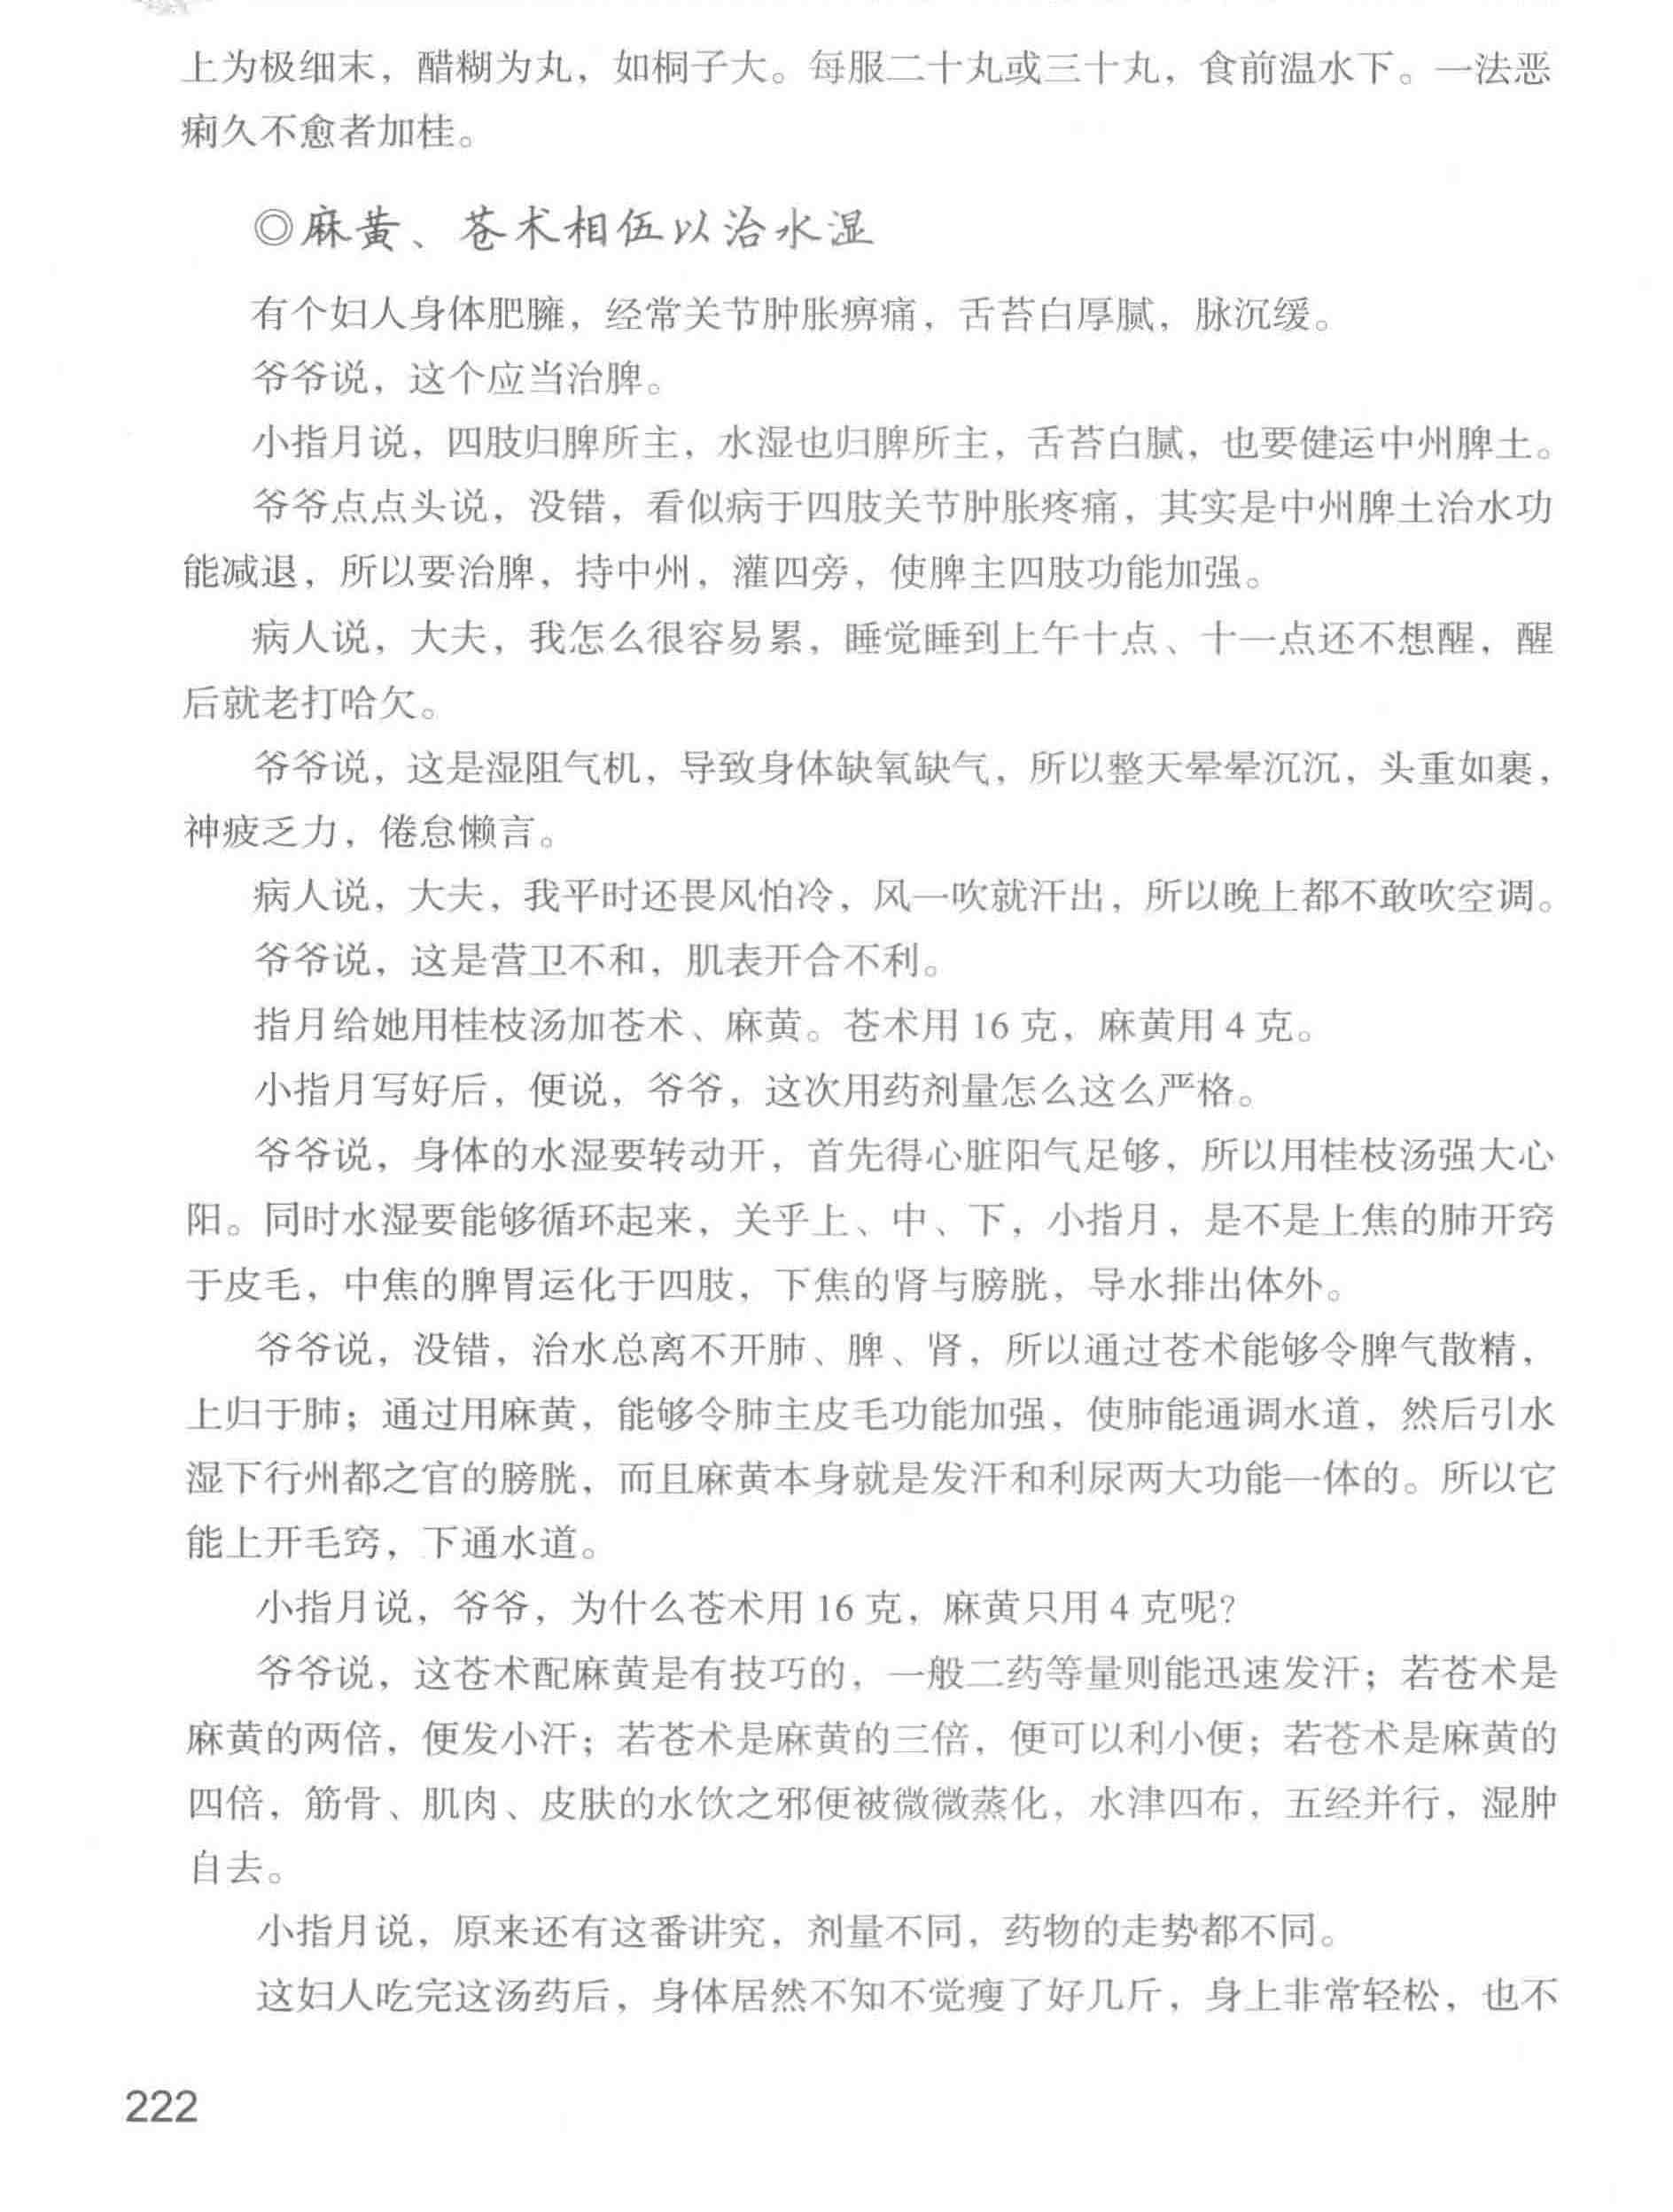 上为极细末，醋糊为丸，如桐子大。每服二十丸或三十丸，食前温水下。一法恶
痢久不愈者加桂。
◎麻黄、苍术相伍以治水湿
有个妇人身体肥臃，经常关节肿胀痹痛，舌苔白厚腻，脉沉缓。
爷爷说，这个应当治脾。
小指月说，四肢归脾所主，水湿也归脾所主，舌苔白腻，也要健运中州脾土。
爷爷点点头说，没错，看似病于四肢关节肿胀疼痛，其实是中州脾土治水功
能减退，所以要治脾，持中州，灌四旁，使脾主四肢功能加强。
病人说，大夫，我怎么很容易累，睡觉睡到上午十点、十一点还不想醒，醒
后就老打哈欠。
爷爷说，这是湿阻气机，导致身体缺氧缺气，所以整天晕晕沉沉，头重如裹，
神疲乏力，倦怠懒言。
病人说，大夫，我平时还畏风怕冷，风一吹就汗出，所以晚上都不敢吹空调。
爷爷说，这是营卫不和，肌表开合不利。
指月给她用桂枝汤加苍术、麻黄。苍术用 16 克，麻黄用 4 克。
小指月写好后，便说，爷爷，这次用药剂量怎么这么严格。
爷爷说，身体的水湿要转动开，首先得心脏阳气足够，所以用桂枝汤强大心
阳。同时水湿要能够循环起来，关乎上、中、下，小指月，是不是上焦的肺开窍
于皮毛，中焦的脾胃运化于四肢，下焦的肾与膀胱，导水排出体外。
爷爷说，没错，治水总离不开肺、脾、肾，所以通过苍术能够令脾气散精，
上归于肺；通过用麻黄，能够令肺主皮毛功能加强，使肺能通调水道，然后引水
湿下行州都之官的膀胱，而且麻黄本身就是发汗和利尿两大功能一体的。所以它
能上开毛窍，下通水道。
小指月说，爷爷，为什么苍术用 16 克，麻黄只用 4 克呢？
爷爷说，这苍术配麻黄是有技巧的，一般二药等量则能迅速发汗；若苍术是
麻黄的两倍，便发小汗；若苍术是麻黄的三倍，便可以利小便；若苍术是麻黄的
四倍，筋骨、肌肉、皮肤的水饮之邪便被微微蒸化，水津四布，五经并行，湿肿
自去。
小指月说，原来还有这番讲究，剂量不同，药物的走势都不同。
这妇人吃完这汤药后，身体居然不知不觉瘦了好几斤，身上非常轻松，也不
222